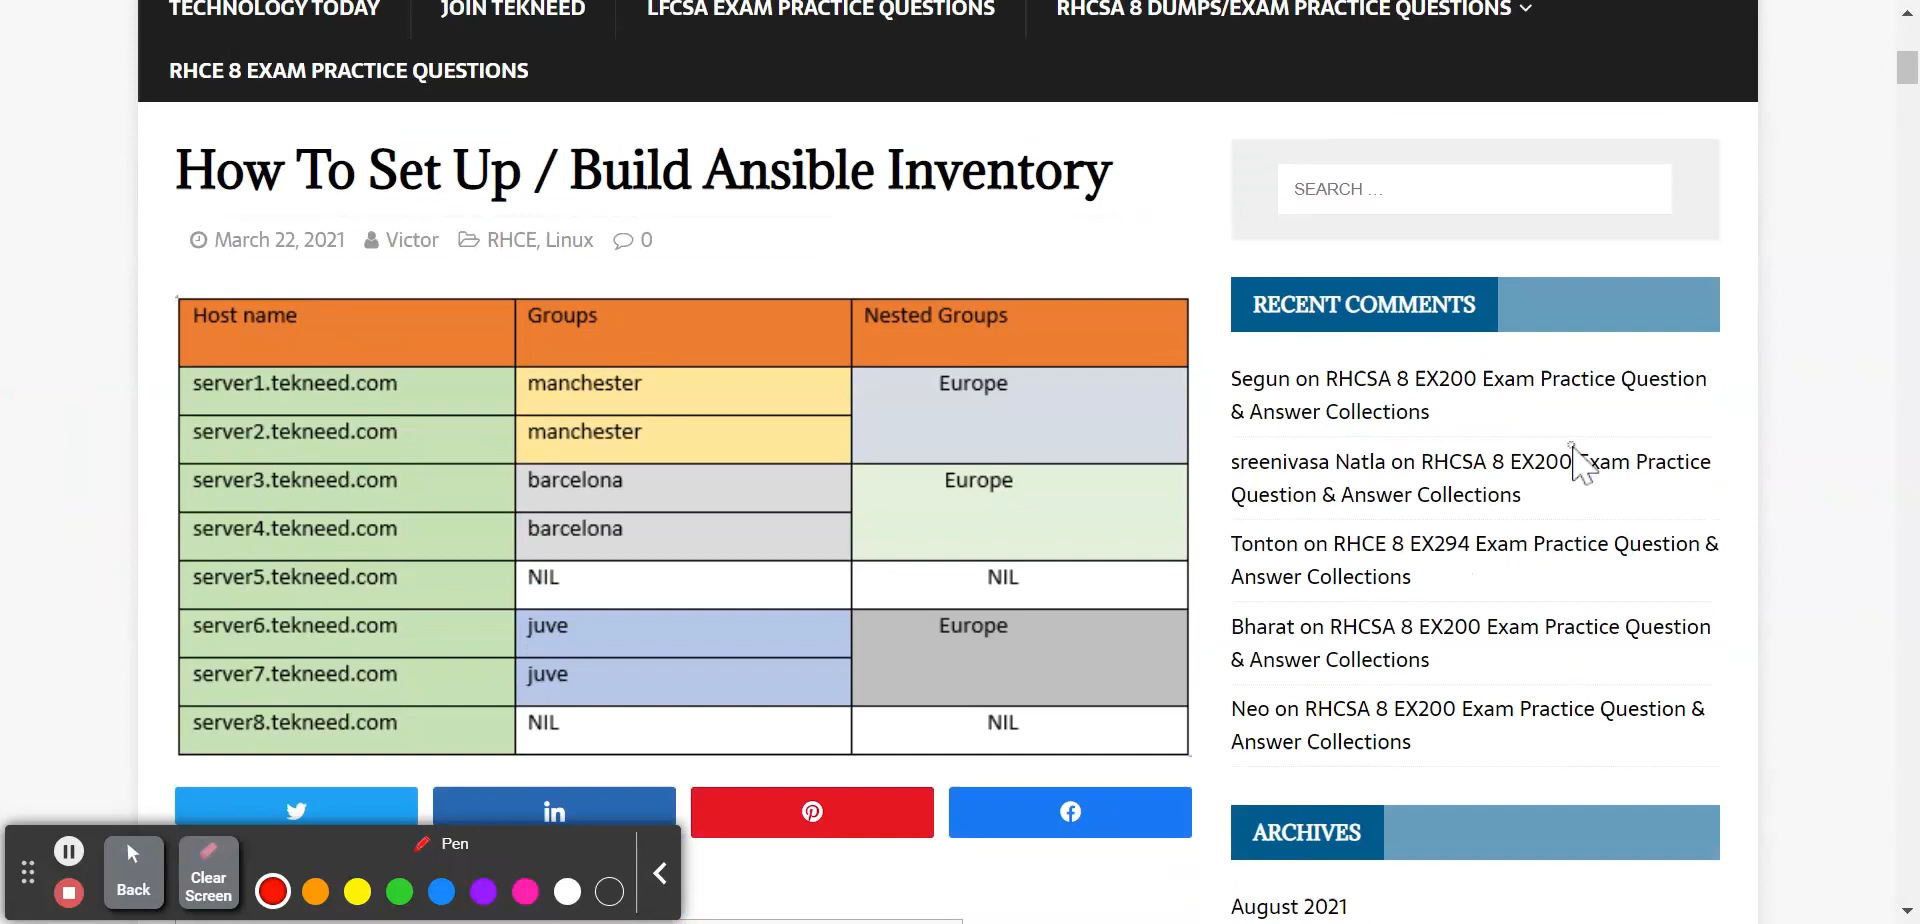 TECHNOLOGY TODAY JOIN TEKNEED LFCSA EXAM PRACTICE QUESTIONS RHCSA 8 DUMPS/EXAM PRACTICE QUESTIONS
RHCE 8 EXAM PRACTICE QUESTIONS
How To Set Up / Build Ansible Inventory
March 22, 2021 Victor RHCE, Linux 0
Host name Groups Nested Groups
server1.tekneed.com manchester Europe
server2.tekneed.com manchester
server3.tekneed.com barcelona Europe
server4.tekneed.com barcelona
server5.tekneed.com NIL NIL
server6.tekneed.com juve Europe
server7.tekneed.com juve
server8.tekneed.com NIL NIL
SEARCH …
RECENT COMMENTS
Segun on RHCSA 8 EX200 Exam Practice Question
& Answer Collections
sreenivasa Natla on RHCSA 8 EX200 Exam Practice
Question & Answer Collections
Tonton on RHCE 8 EX294 Exam Practice Question &
Answer Collections
Bharat on RHCSA 8 EX200 Exam Practice Question
& Answer Collections
Neo on RHCSA 8 EX200 Exam Practice Question &
Answer Collections
ARCHIVES
August 2021
Pen
Back
Clear
Screen